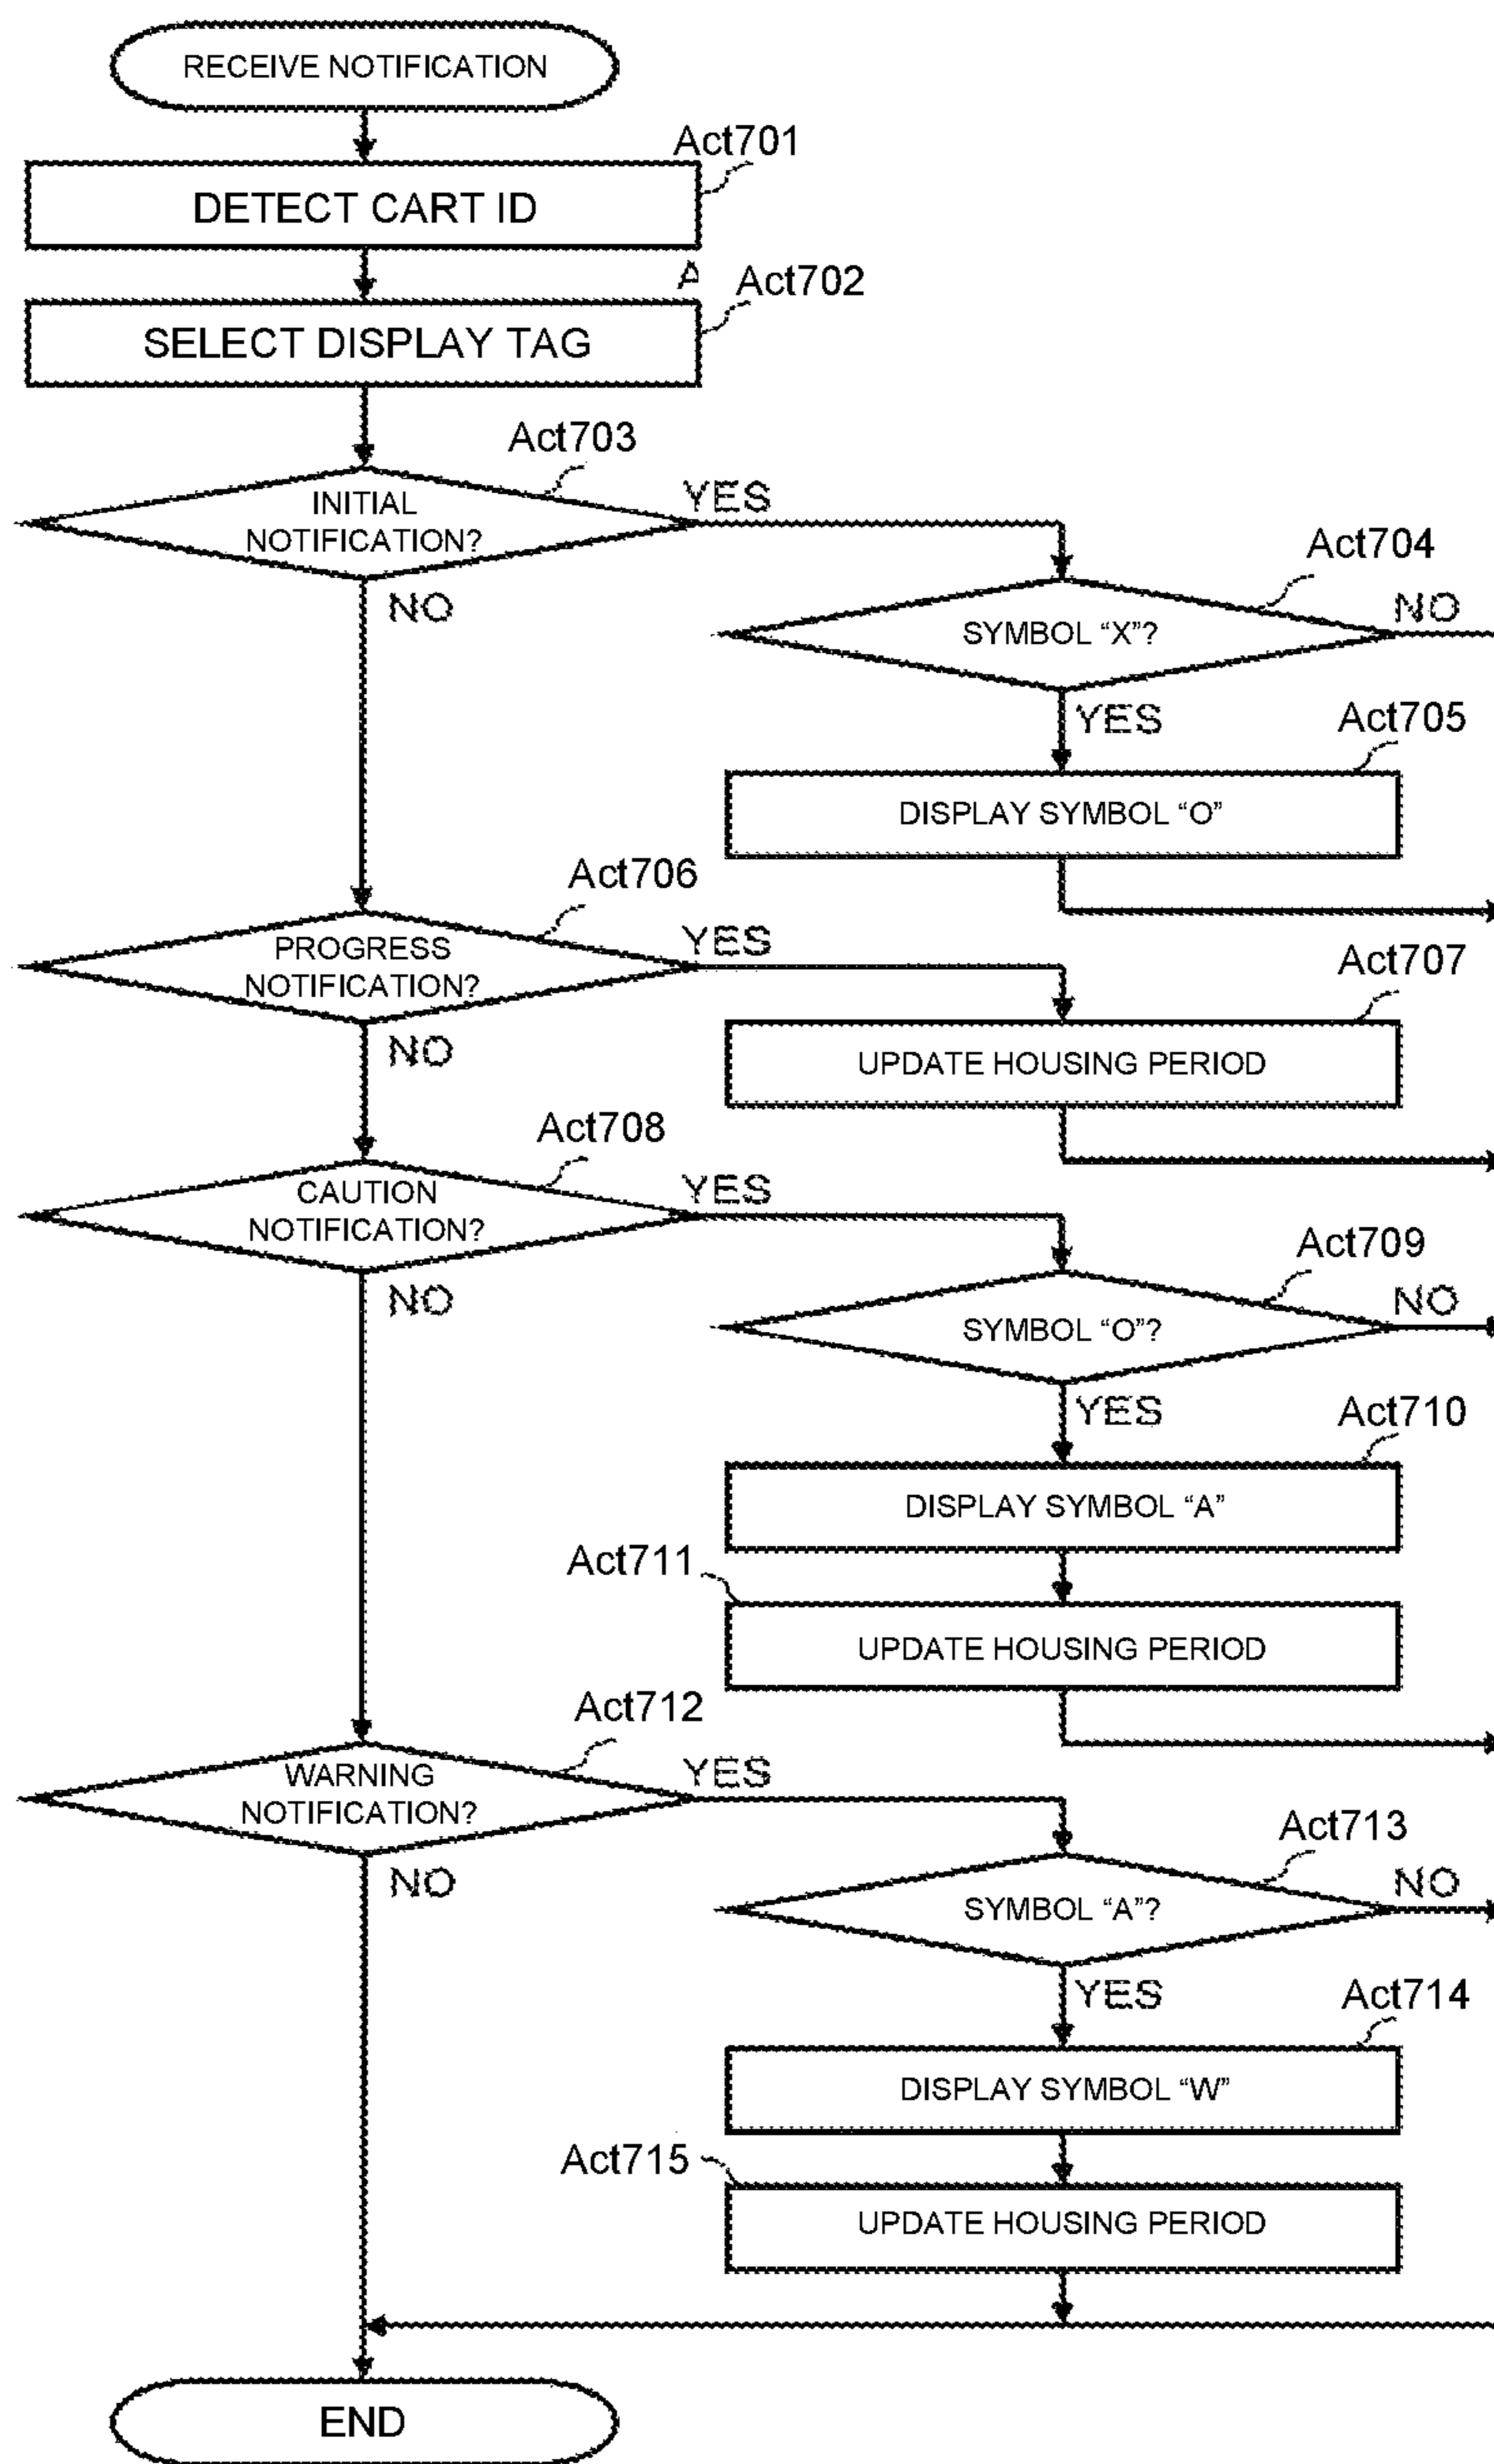 RECEIVE NOTIFICATION
Act701
DETECT CART ID
A
Act702
SELECT DISPLAY TAG
Act703
INITIAL
NOTIFICATION?
YES
NO
Act704
SYMBOL “X”?
NO
YES
Act705
DISPLAY SYMBOL “O”
Act706
PROGRESS
NOTIFICATION?
YES
NO
Act707
UPDATE HOUSING PERIOD
Act708
CAUTION
NOTIFICATION?
YES
NO
Act709
SYMBOL “O”?
NO
YES
Act710
DISPLAY SYMBOL “A”
Act711
UPDATE HOUSING PERIOD
Act712
WARNING
NOTIFICATION?
YES
NO
Act713
SYMBOL “A”?
NO
YES
Act714
DISPLAY SYMBOL “W”
Act715
UPDATE HOUSING PERIOD
END